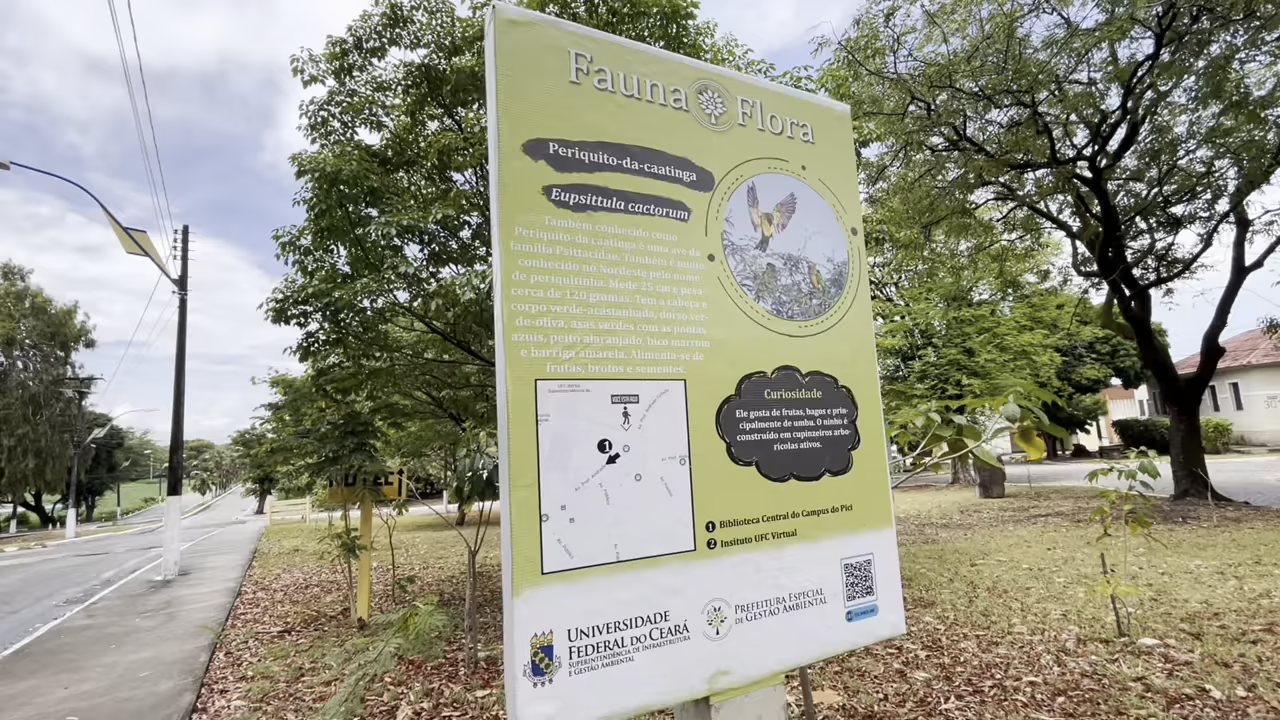 Fauna Flora
Periquito-da-caatinga
Eupsittula cactorum
Também conhecido como
Periquito-da caatinga é uma ave da
família Psittacidae. Também é muito
conhecido no Nordeste pelo nome
de periquitinha. Mede 25 cm e pesa
cerca de 120 gramas. Tem a cabeça e
corpo verde-acastanhada, dorso ver-
de-oliva, asas verdes com as pontas
azuis, peito alaranjado, bico marrom
e barriga amarela. Alimenta-se de
frutas, brotos e sementes.
VOCÊ ESTÁ AQUI
1
Curiosidade
Ele gosta de frutas, bagos e prin-
cipalmente de umbu. O ninho é
construído em cupinzeiros arbo-
rícolas ativos.
1 Biblioteca Central do Campus do Pici
2 Insituto UFC Virtual
UNIVERSIDADE
FEDERAL DO CEARÁ
SUPERINTENDÊNCIA DE INFRAESTRUTURA
E GESTÃO AMBIENTAL
PREFEITURA ESPECIAL
DE GESTÃO AMBIENTAL